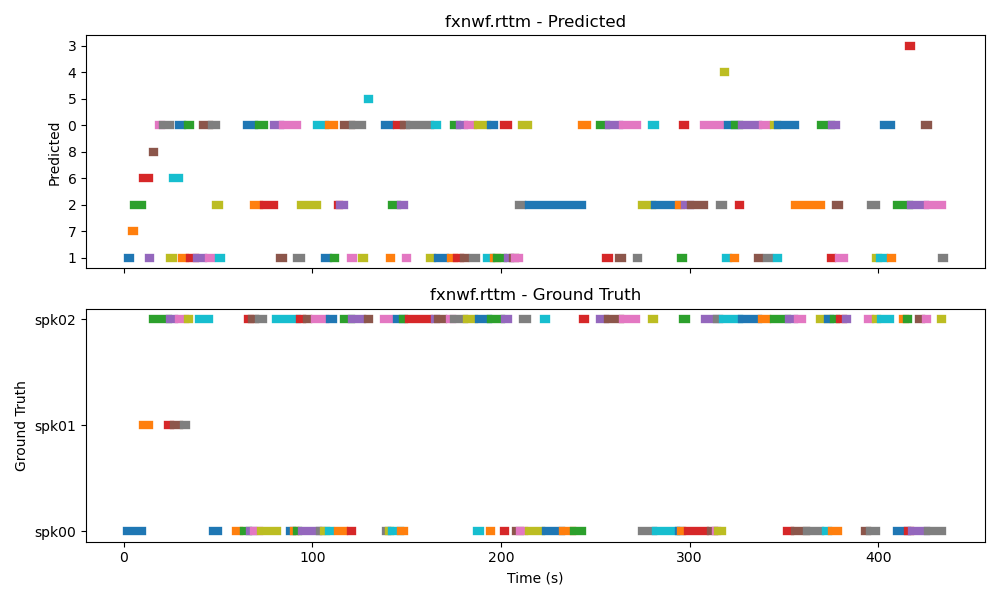 fxnwf.rttm - Predicted
3
4
5
0
8
6
2
7
1
Predicted
fxnwf.rttm - Ground Truth
spk02
spk01
spk00
Ground Truth
0 100 200 300 400
Time (s)